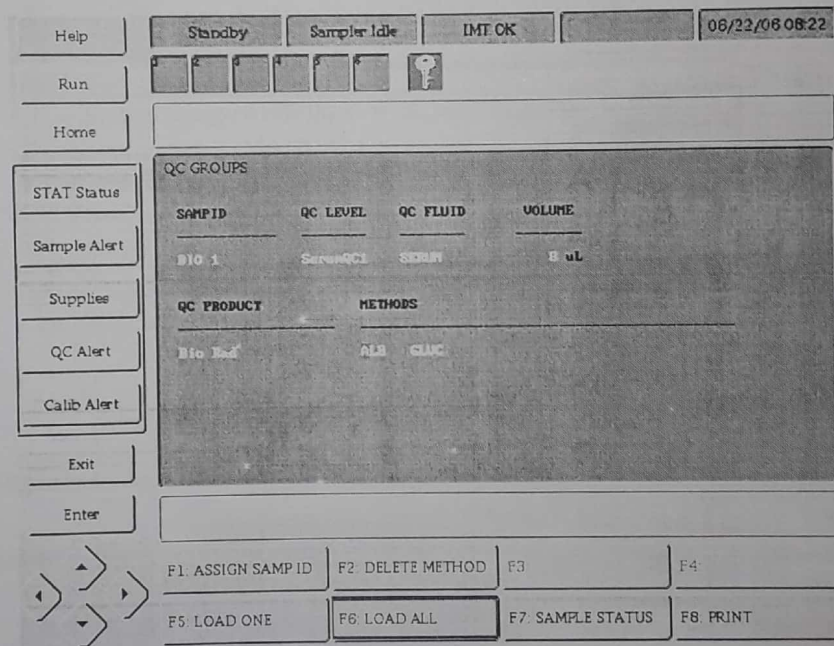 Help
Standby Sampler Idle IMT OK 06/22/06 08:22
Run
1 2 3 4 5 6
Home
QC GROUPS
STAT Status
SAMPID QC LEVEL QC FLUID VOLUME
Sample Alert
BIO 1 SerumQC1 SERUM 8 uL
Supplies
QC PRODUCT METHODS
QC Alert
Bio Rad ALB GLUC
Calib Alert
Exit
Enter
F1: ASSIGN SAMP ID F2: DELETE METHOD F3 F4:
F5: LOAD ONE F6: LOAD ALL F7: SAMPLE STATUS F8: PRINT